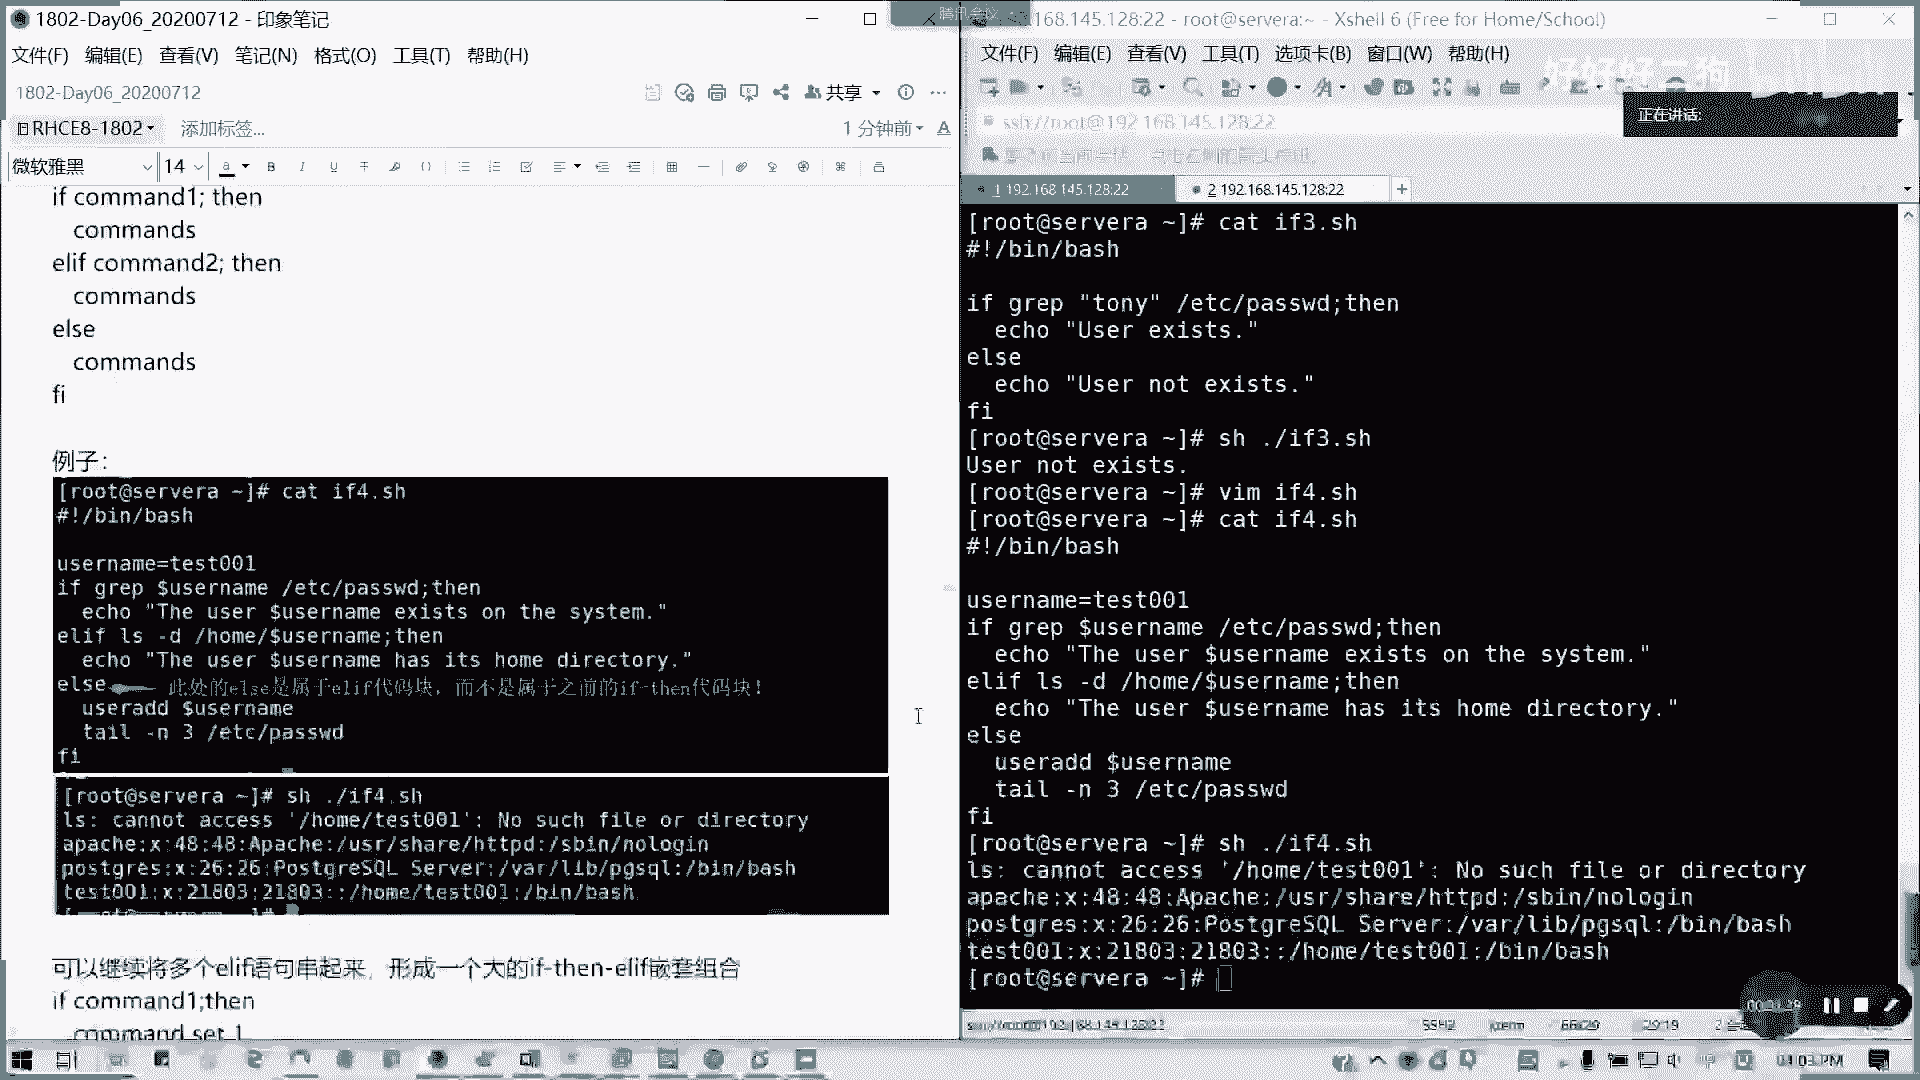 1802-Day06_20200712 - 印象笔记
文件(F) 编辑(E) 查看(V) 笔记(N) 格式(O) 工具(T) 帮助(H)
1802-Day06_20200712
共享
RHCE8-1802
添加标签...
1 分钟前
微软雅黑
14
if command1; then
commands
elif command2; then
commands
else
commands
fi
例子：
[root@servera ~]# cat if4.sh
#!/bin/bash
username=test001
if grep $username /etc/passwd;then
echo "The user $username exists on the system."
elif ls -d /home/$username;then
echo "The user $username has its home directory."
else 此处的else是属于elif代码块，而不是属于之前的if-then代码块！
useradd $username
tail -n 3 /etc/passwd
fi
[root@servera ~]# sh ./if4.sh
ls: cannot access '/home/test001': No such file or directory
apache:x:48:48:Apache:/usr/share/httpd:/sbin/nologin
postgres:x:26:26:PostgreSQL Server:/var/lib/pgsql:/bin/bash
test001:x:21803:21803::/home/test001:/bin/bash
可以继续将多个elif语句串起来，形成一个大的if-then-elif嵌套组合
if command1;then
command set 1
腾讯会议
168.145.128:22 - root@servera:~ - Xshell 6 (Free for Home/School)
文件(F) 编辑(E) 查看(V) 工具(T) 选项卡(B) 窗口(W) 帮助(H)
好好好二狗
正在讲话:
ssh://root@192.168.145.128:22
1 192.168.145.128:22
2 192.168.145.128:22
[root@servera ~]# cat if3.sh
#!/bin/bash
if grep "tony" /etc/passwd;then
echo "User exists."
else
echo "User not exists."
fi
[root@servera ~]# sh ./if3.sh
User not exists.
[root@servera ~]# vim if4.sh
[root@servera ~]# cat if4.sh
#!/bin/bash
username=test001
if grep $username /etc/passwd;then
echo "The user $username exists on the system."
elif ls -d /home/$username;then
echo "The user $username has its home directory."
else
useradd $username
tail -n 3 /etc/passwd
fi
[root@servera ~]# sh ./if4.sh
ls: cannot access '/home/test001': No such file or directory
apache:x:48:48:Apache:/usr/share/httpd:/sbin/nologin
postgres:x:26:26:PostgreSQL Server:/var/lib/pgsql:/bin/bash
test001:x:21803:21803::/home/test001:/bin/bash
[root@servera ~]#
SSH2 xterm
04:03 PM